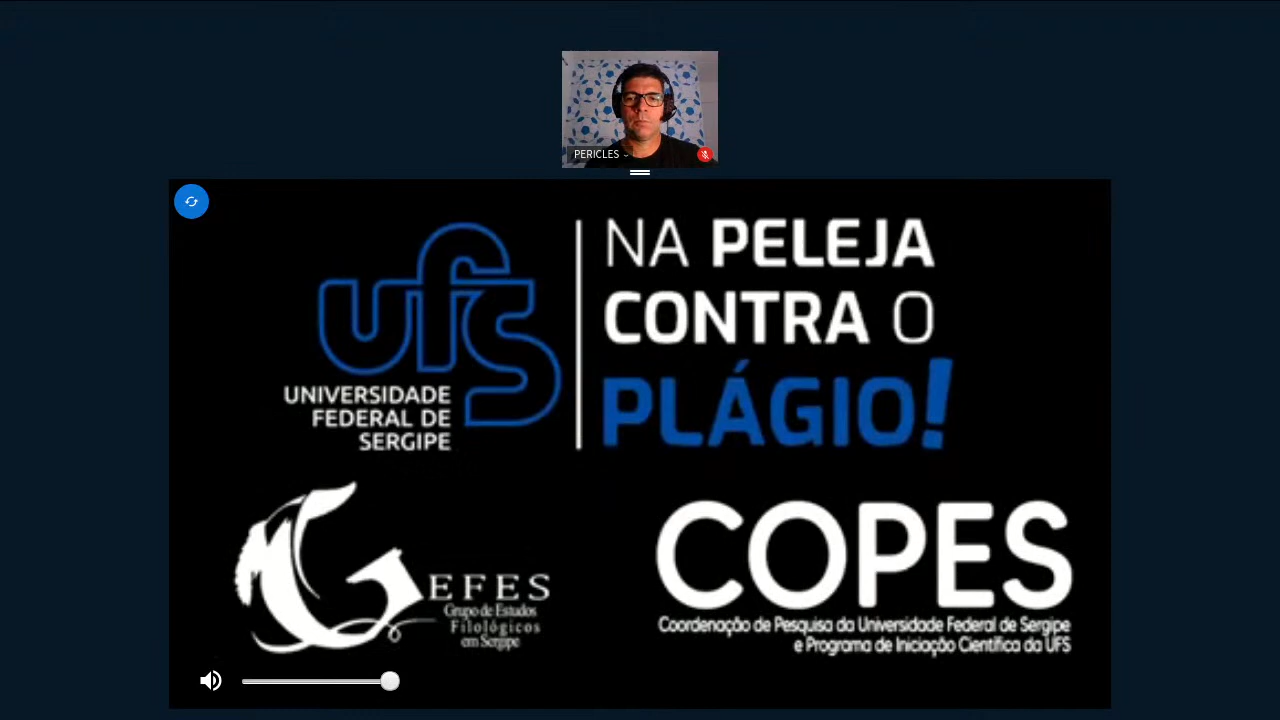 PERICLES
ufs
UNIVERSIDADE
FEDERAL DE
SERGIPE
NA PELEJA
CONTRA O
PLÁGIO!
GEFES
Grupo de Estudos
Filológicos
em Sergipe
COPES
Coordenação de Pesquisa da Universidade Federal de Sergipe
e Programa de Iniciação Científica da UFS